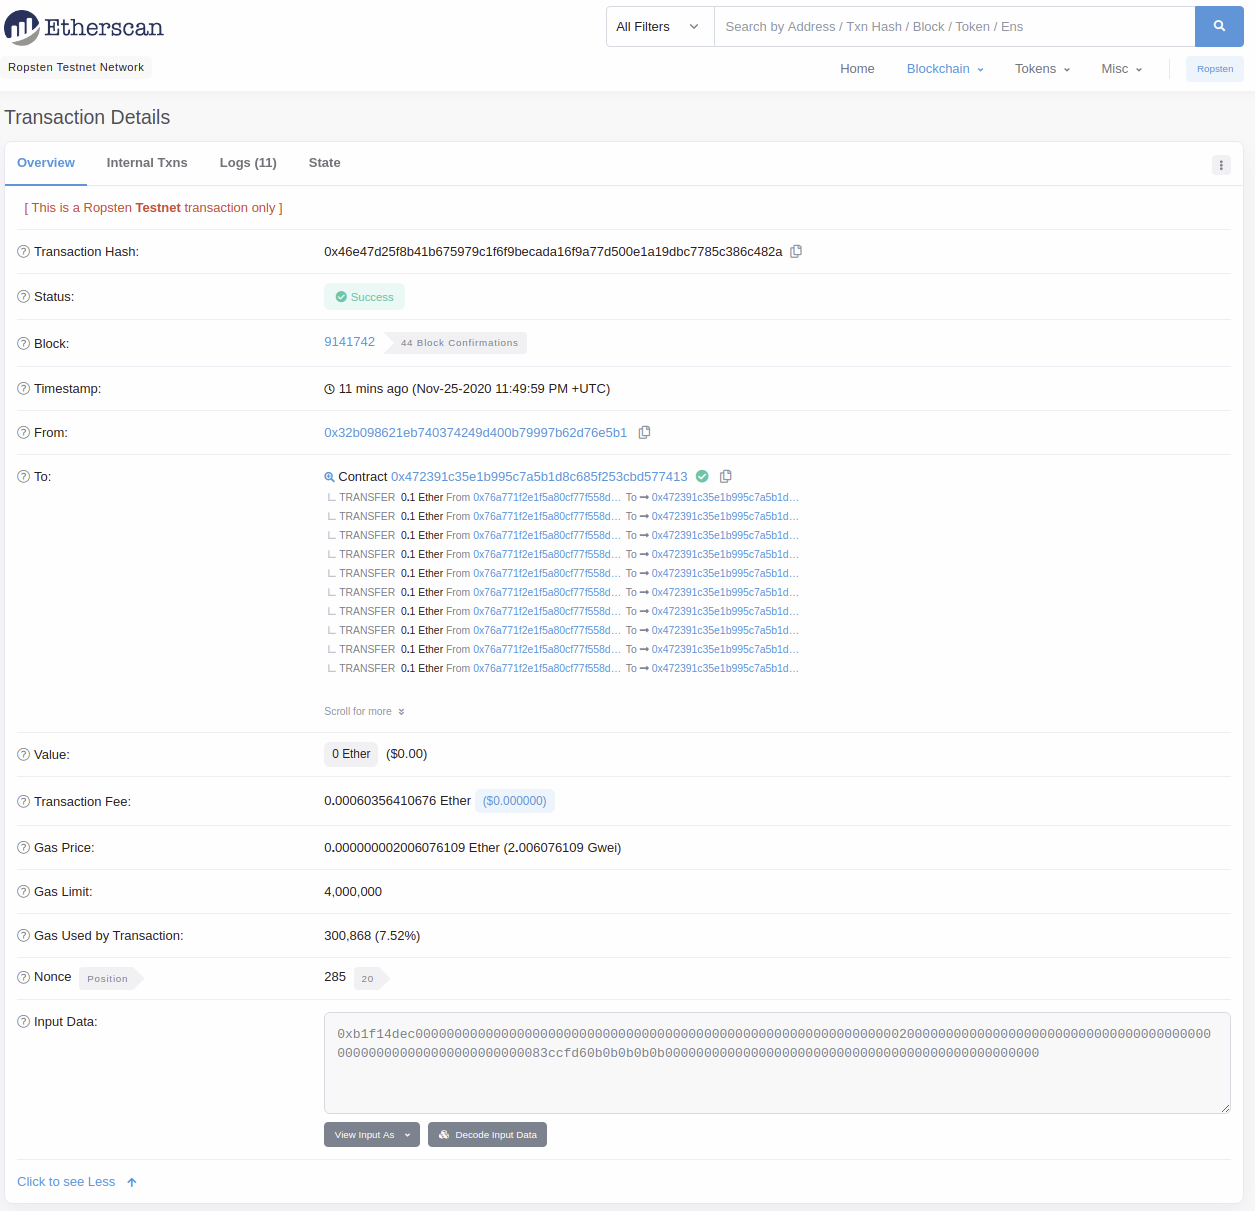 Etherscan
All Filters
Search by Address / Txn Hash / Block / Token / Ens
Ropsten Testnet Network
Home Blockchain Tokens Misc Ropsten
Transaction Details
Overview Internal Txns Logs (11) State
[ This is a Ropsten Testnet transaction only ]
Transaction Hash: 0x46e47d25f8b41b675979c1f6f9becada16f9a77d500e1a19dbc7785c386c482a
Status: Success
Block: 9141742 44 Block Confirmations
Timestamp: 11 mins ago (Nov-25-2020 11:49:59 PM +UTC)
From: 0x32b098621eb740374249d400b79997b62d76e5b1
To: Contract 0x472391c35e1b995c7a5b1d8c685f253cbd577413
TRANSFER 0.1 Ether From 0x76a771f2e1f5a80cf77f558d... To → 0x472391c35e1b995c7a5b1d...
TRANSFER 0.1 Ether From 0x76a771f2e1f5a80cf77f558d... To → 0x472391c35e1b995c7a5b1d...
TRANSFER 0.1 Ether From 0x76a771f2e1f5a80cf77f558d... To → 0x472391c35e1b995c7a5b1d...
TRANSFER 0.1 Ether From 0x76a771f2e1f5a80cf77f558d... To → 0x472391c35e1b995c7a5b1d...
TRANSFER 0.1 Ether From 0x76a771f2e1f5a80cf77f558d... To → 0x472391c35e1b995c7a5b1d...
TRANSFER 0.1 Ether From 0x76a771f2e1f5a80cf77f558d... To → 0x472391c35e1b995c7a5b1d...
TRANSFER 0.1 Ether From 0x76a771f2e1f5a80cf77f558d... To → 0x472391c35e1b995c7a5b1d...
TRANSFER 0.1 Ether From 0x76a771f2e1f5a80cf77f558d... To → 0x472391c35e1b995c7a5b1d...
TRANSFER 0.1 Ether From 0x76a771f2e1f5a80cf77f558d... To → 0x472391c35e1b995c7a5b1d...
TRANSFER 0.1 Ether From 0x76a771f2e1f5a80cf77f558d... To → 0x472391c35e1b995c7a5b1d...
Scroll for more
Value: 0 Ether ($0.00)
Transaction Fee: 0.00060356410676 Ether ($0.000000)
Gas Price: 0.000000002006076109 Ether (2.006076109 Gwei)
Gas Limit: 4,000,000
Gas Used by Transaction: 300,868 (7.52%)
Nonce Position 285 20
Input Data:
View Input As Decode Input Data
Click to see Less